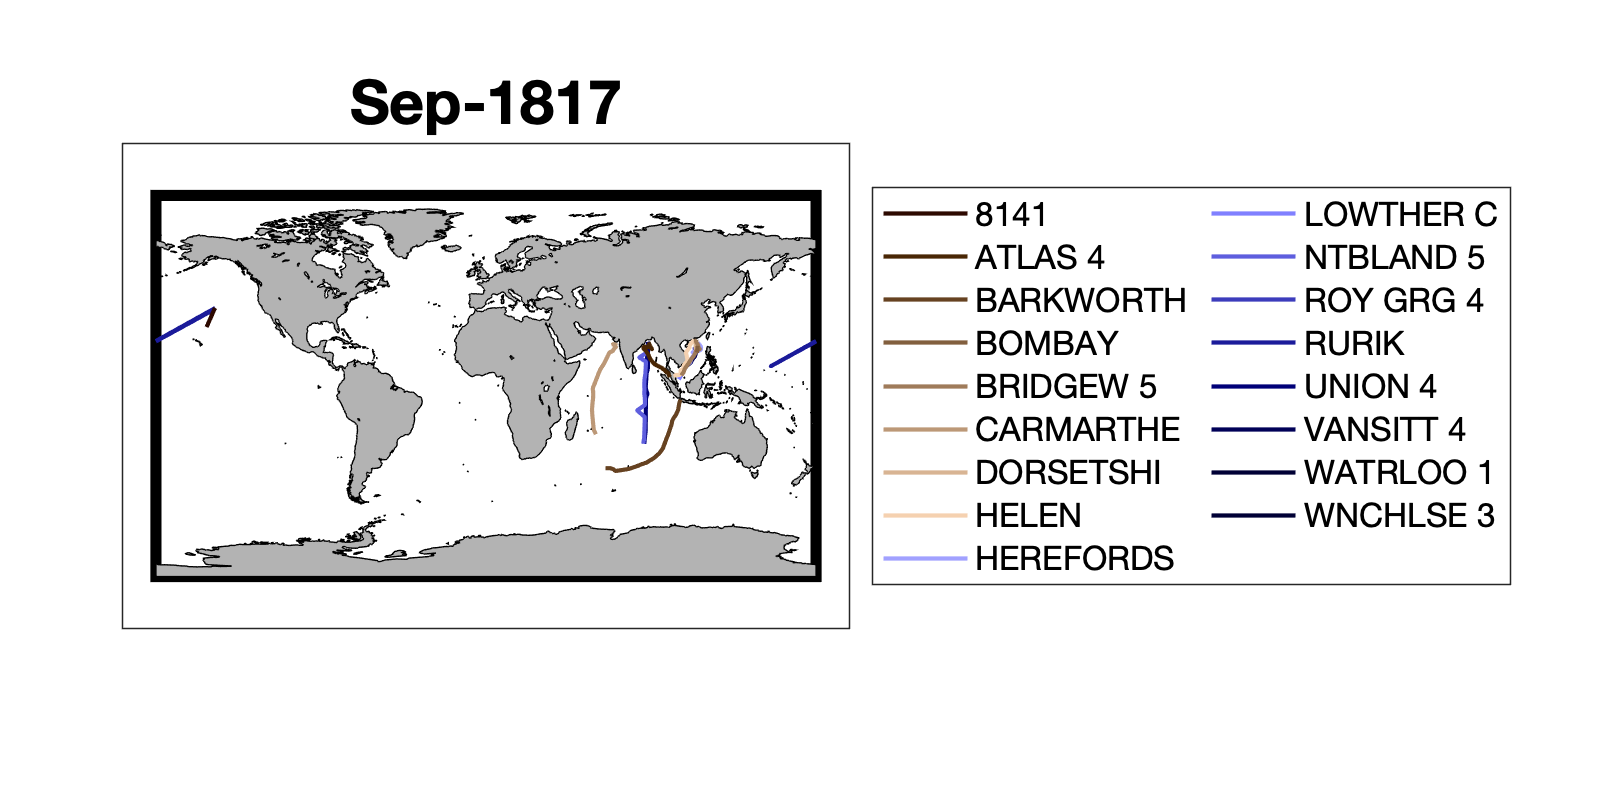 Sep-1817
8141
ATLAS 4
BARKWORTH
BOMBAY
BRIDGEW 5
CARMARTHE
DORSETSHI
HELEN
HEREFORDS
LOWTHER C
NTBLAND 5
ROY GRG 4
RURIK
UNION 4
VANSITT 4
WATRLOO 1
WNCHLSE 3